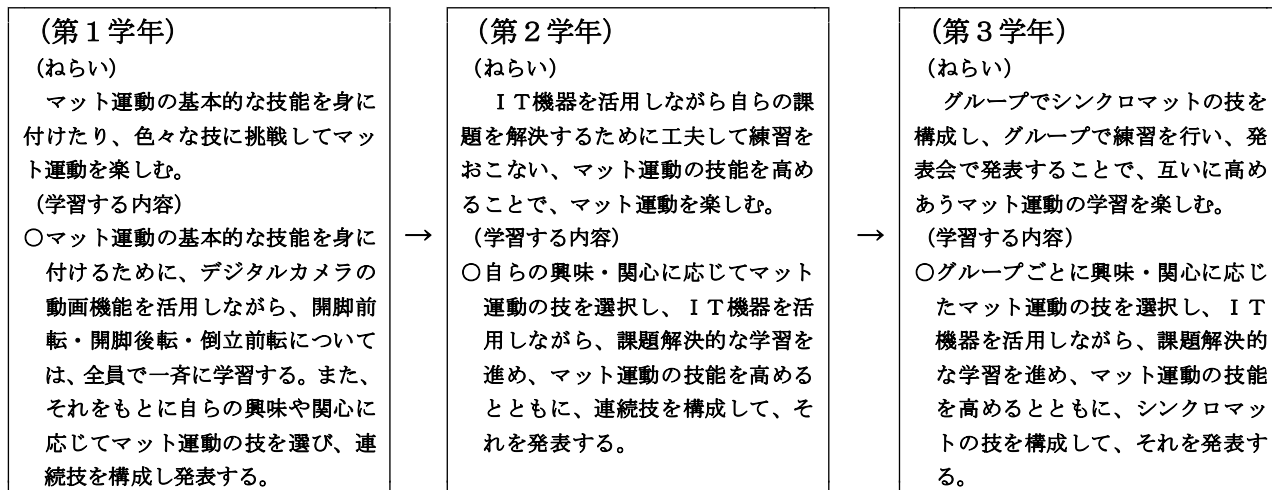 （第１学年）
（ねらい）
マット運動の基本的な技能を身に
付けたり、色々な技に挑戦してマッ
ト運動を楽しむ。
（学習する内容）
○マット運動の基本的な技能を身に
付けるために、デジタルカメラの
動画機能を活用しながら、開脚前
転・開脚後転・倒立前転について
は、全員で一斉に学習する。また、
それをもとに自らの興味や関心に
応じてマット運動の技を選び、連
続技を構成し発表する。
→
（第２学年）
（ねらい）
ＩＴ機器を活用しながら自らの課
題を解決するために工夫して練習を
おこない、マット運動の技能を高め
ることで、マット運動を楽しむ。
（学習する内容）
○自らの興味・関心に応じてマット
運動の技を選択し、ＩＴ機器を活
用しながら、課題解決的な学習を
進め、マット運動の技能を高める
とともに、連続技を構成して、そ
れを発表する。
→
（第３学年）
（ねらい）
グループでシンクロマットの技を
構成し、グループで練習を行い、発
表会で発表することで、互いに高め
あうマット運動の学習を楽しむ。
（学習する内容）
○グループごとに興味・関心に応じ
たマット運動の技を選択し、ＩＴ
機器を活用しながら、課題解決的
な学習を進め、マット運動の技能
を高めるとともに、シンクロマッ
トの技を構成して、それを発表す
る。